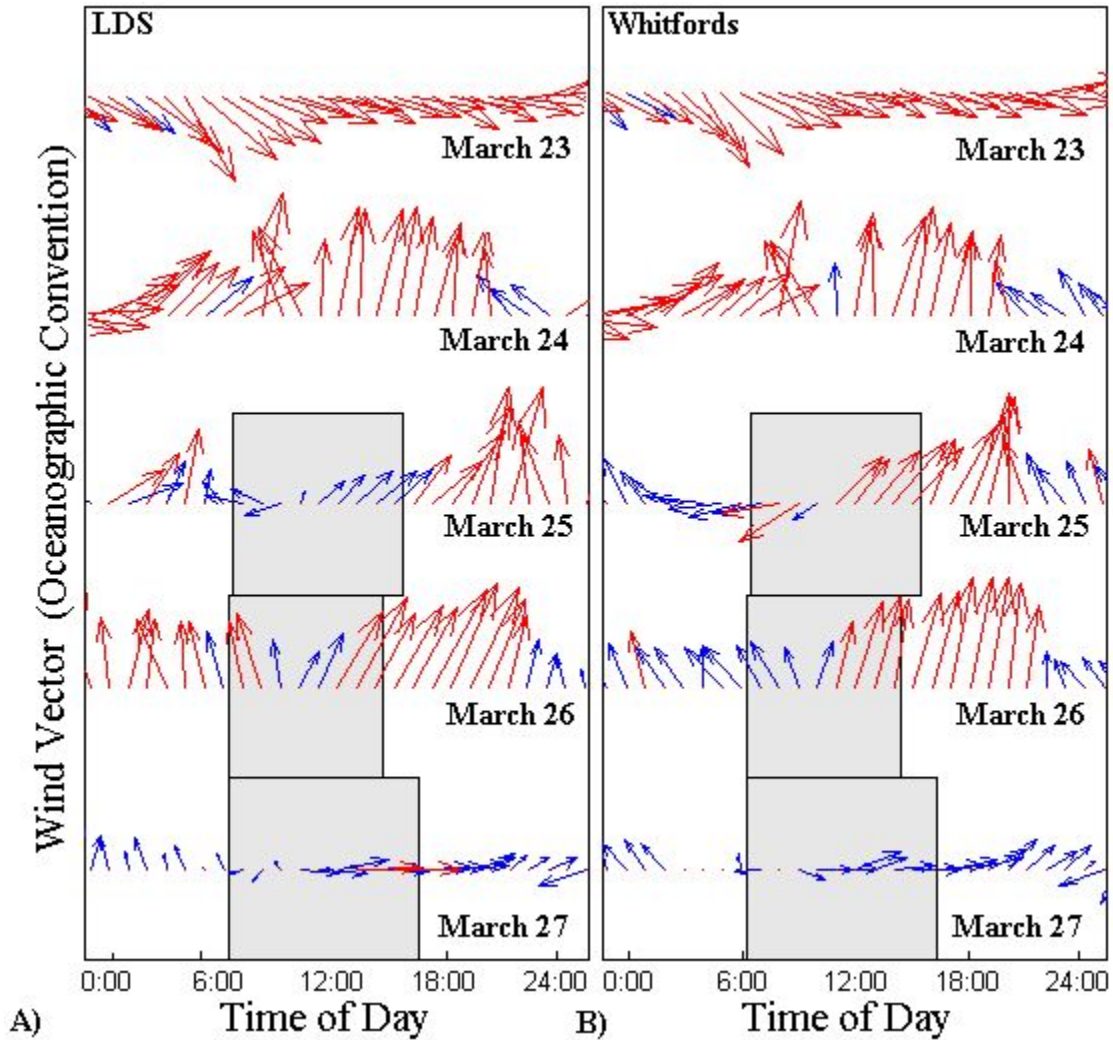 LDS
Whitfords
March 23
March 23
Wind Vector (Oceanographic Convention)
March 24
March 24
March 25
March 25
March 26
March 26
March 27
March 27
0:00 6:00 12:00 18:00 24:00
0:00 6:00 12:00 18:00 24:00
A) Time of Day
B) Time of Day